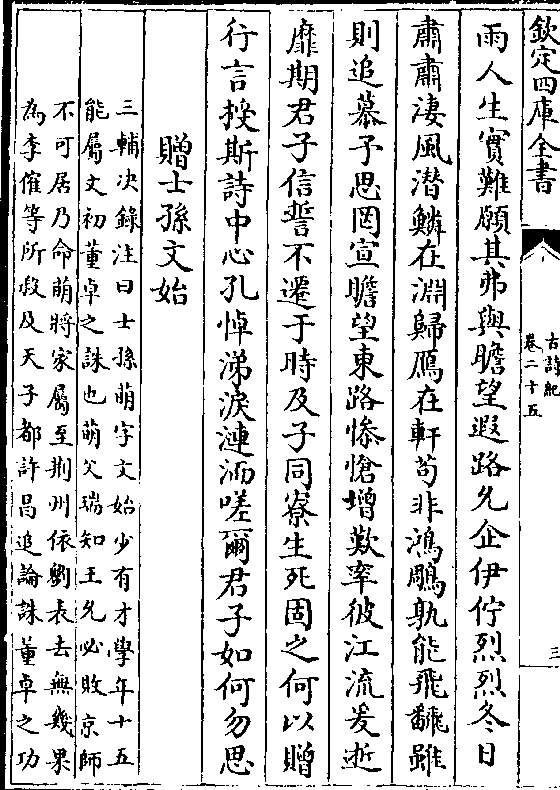 欽定四庫全書
古詩紀
卷二十五
三
雨人生實難願其弗與瞻望遐路允企伊佇烈烈冬日
肅肅淒風潛鱗在淵歸鴈在軒茍非鴻鵰孰能飛飜雖
則追慕予思罔宣瞻望東路慘愴增歎率彼江流爰逝
靡期君子信誓不遷于時及子同寮生死固之何以贈
行言授斯詩中心孔悼涕淚漣洏嗟爾君子如何勿思
贈士孫文始
三輔決錄注曰士孫萌字文始少有才學年十五
能屬文初董卓之誅也萌父瑞知王允必敗京師
不可居乃命萌將家屬至荆州依劉表去無幾果
為李傕等所殺及天子都許昌追論誅董卓之功